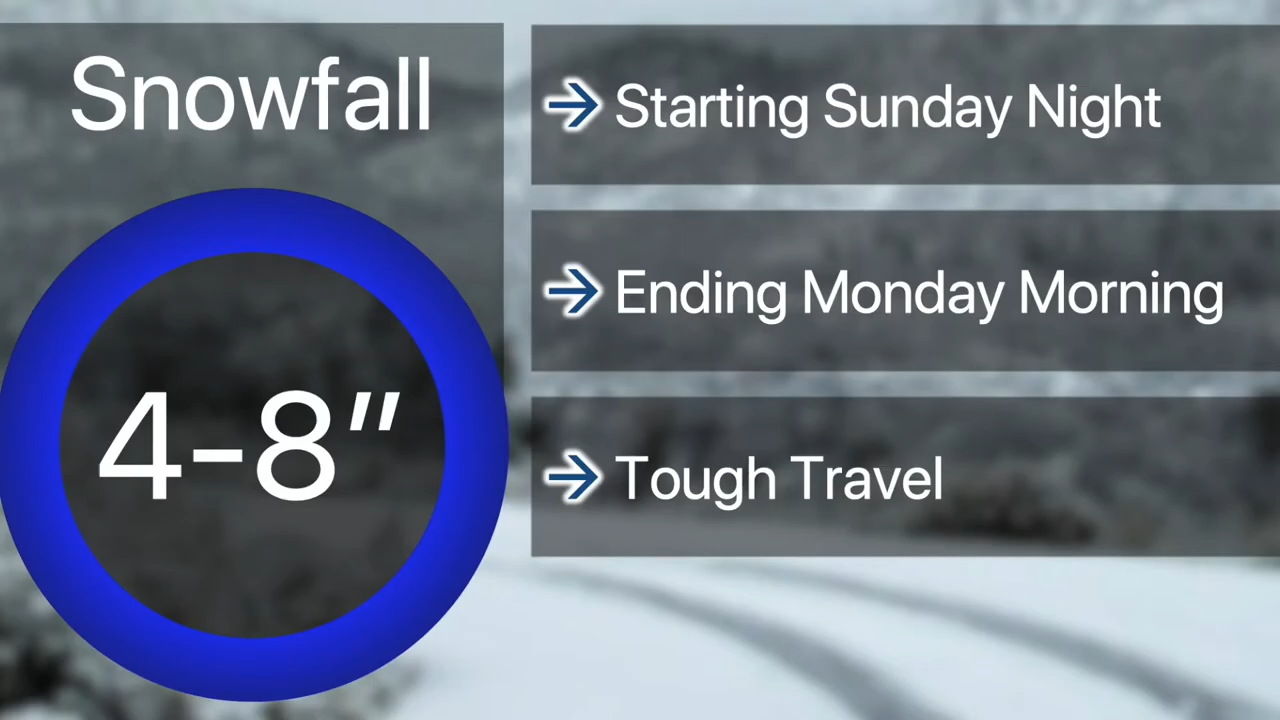 Snowfall
4-8"
Starting Sunday Night
Ending Monday Morning
Tough Travel